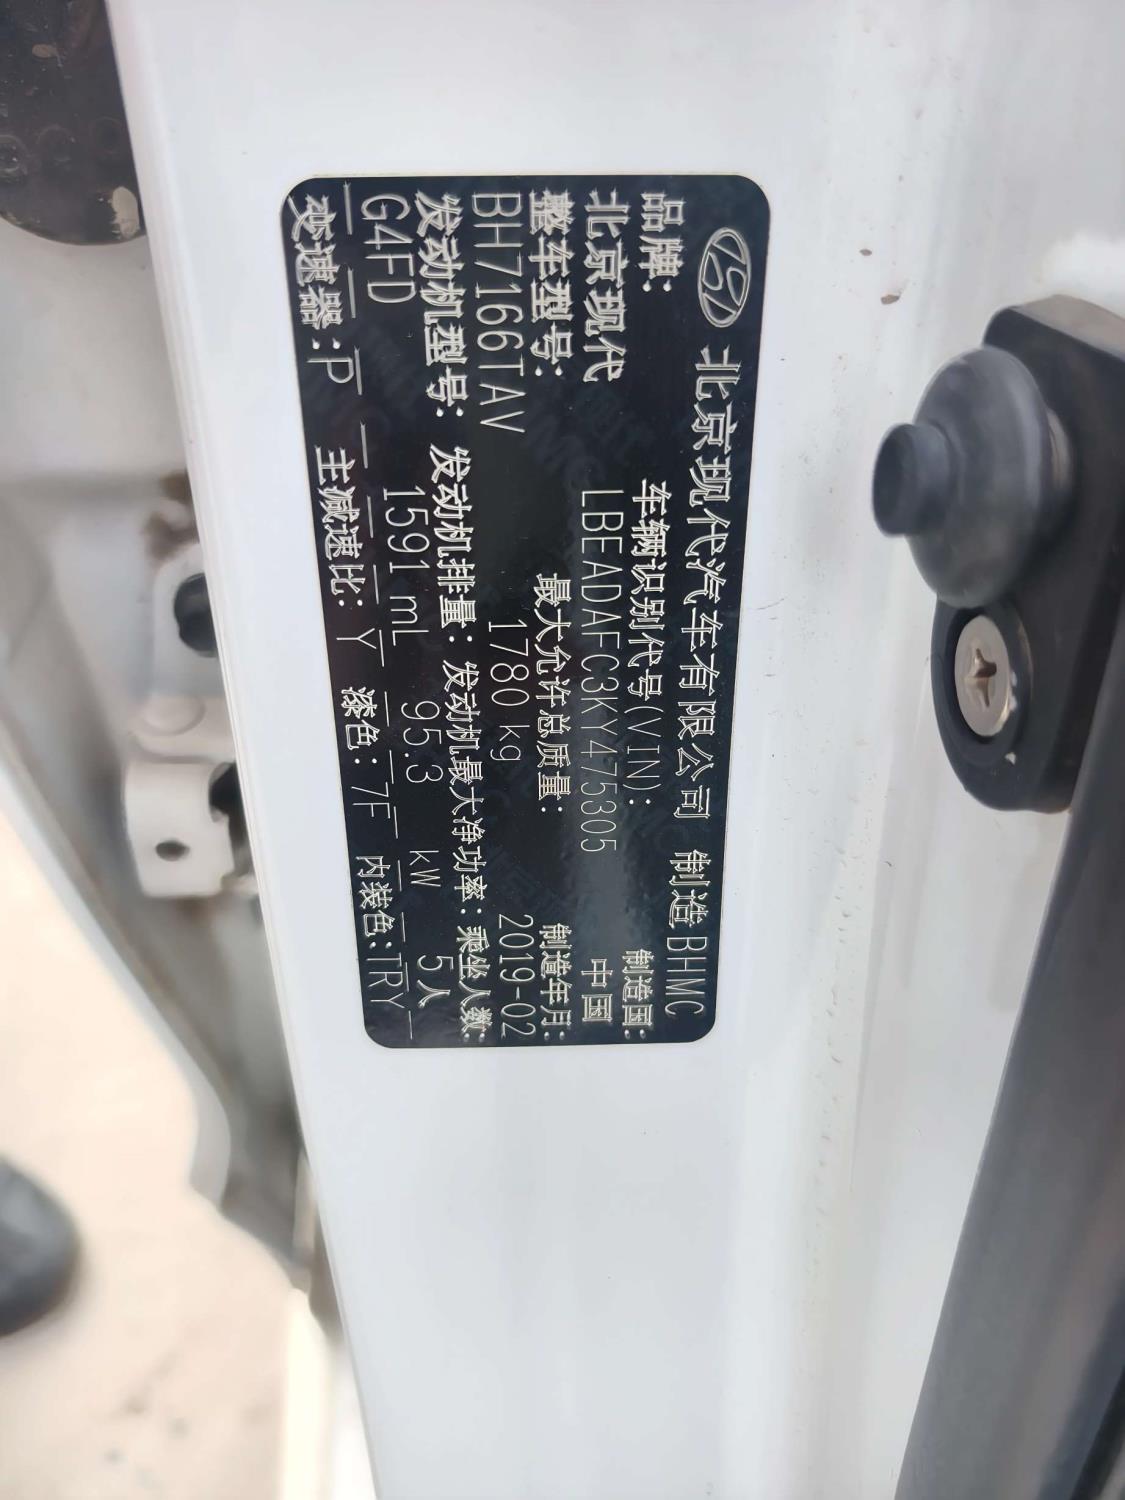 北京现代汽车有限公司 制造 BHMC
品牌: 车辆识别代号(VIN): 制造国:
北京现代 LBEADAFC3KY475305 中国
整车型号: 最大允许总质量: 制造年月:
BH7166TAV 1780 kg 2019-02
发动机型号: 发动机排量: 发动机最大净功率: 乘坐人数:
G4FD 1591 mL 95.3 kW 5人
变速器:P 主减速比:Y 漆色:7F 内装色:TRY